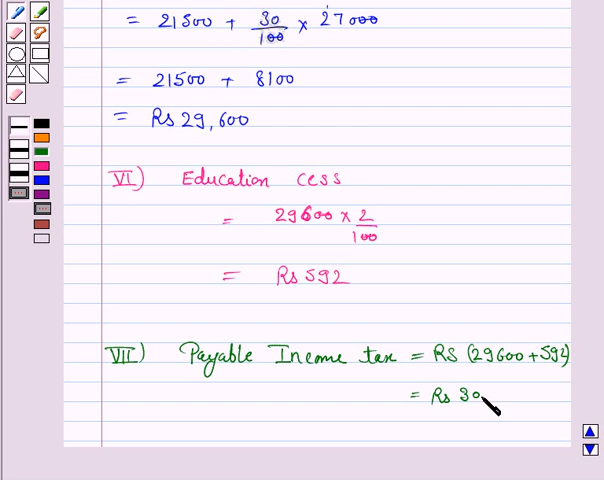 = 21500 + 30/100 × 27000
= 21500 + 8100
= Rs 29,600
VI) Education cess
= 29600 × 2/100
= Rs 592
VII) Payable Income tax = RS (29600 + 592)
= Rs 30